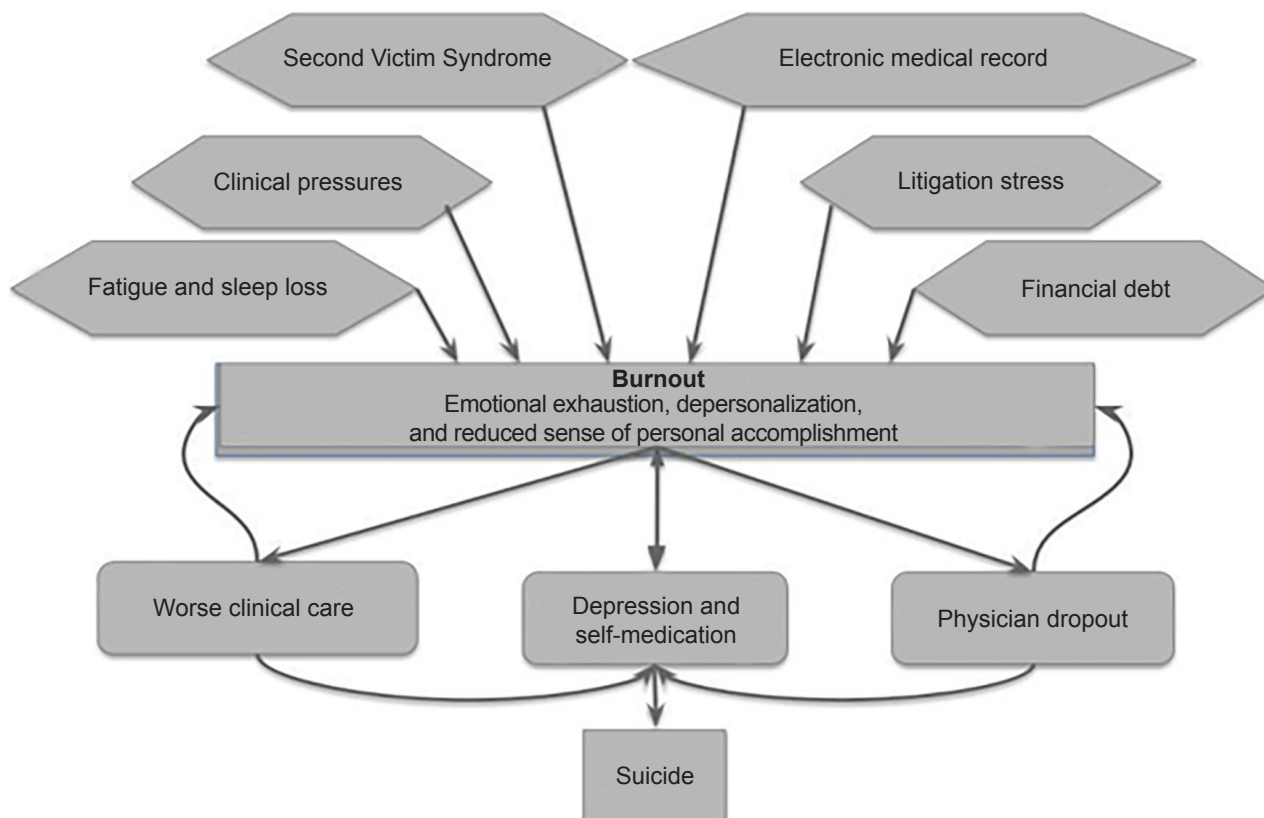 Second Victim Syndrome
Electronic medical record
Clinical pressures
Litigation stress
Fatigue and sleep loss
Financial debt
Burnout
Emotional exhaustion, depersonalization,
and reduced sense of personal accomplishment
Worse clinical care
Depression and
self-medication
Physician dropout
Suicide